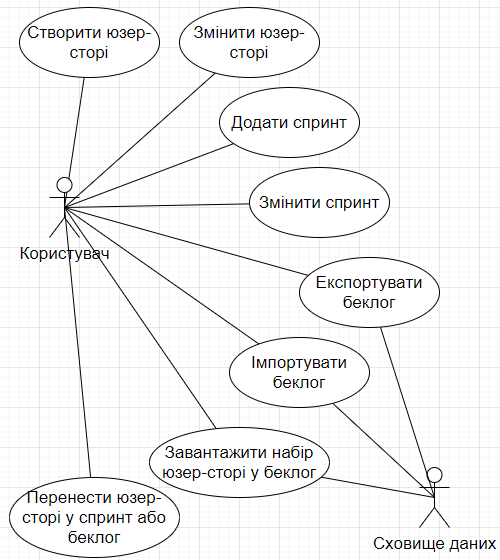 Створити юзер-
сторі
Змінити юзер-
сторі
Додати спринт
Змінити спринт
Користувач
Експортувати
беклог
Імпортувати
беклог
Завантажити набір
юзер-сторі у беклог
Перенести юзер-
сторі у спринт або
беклог
Сховище даних